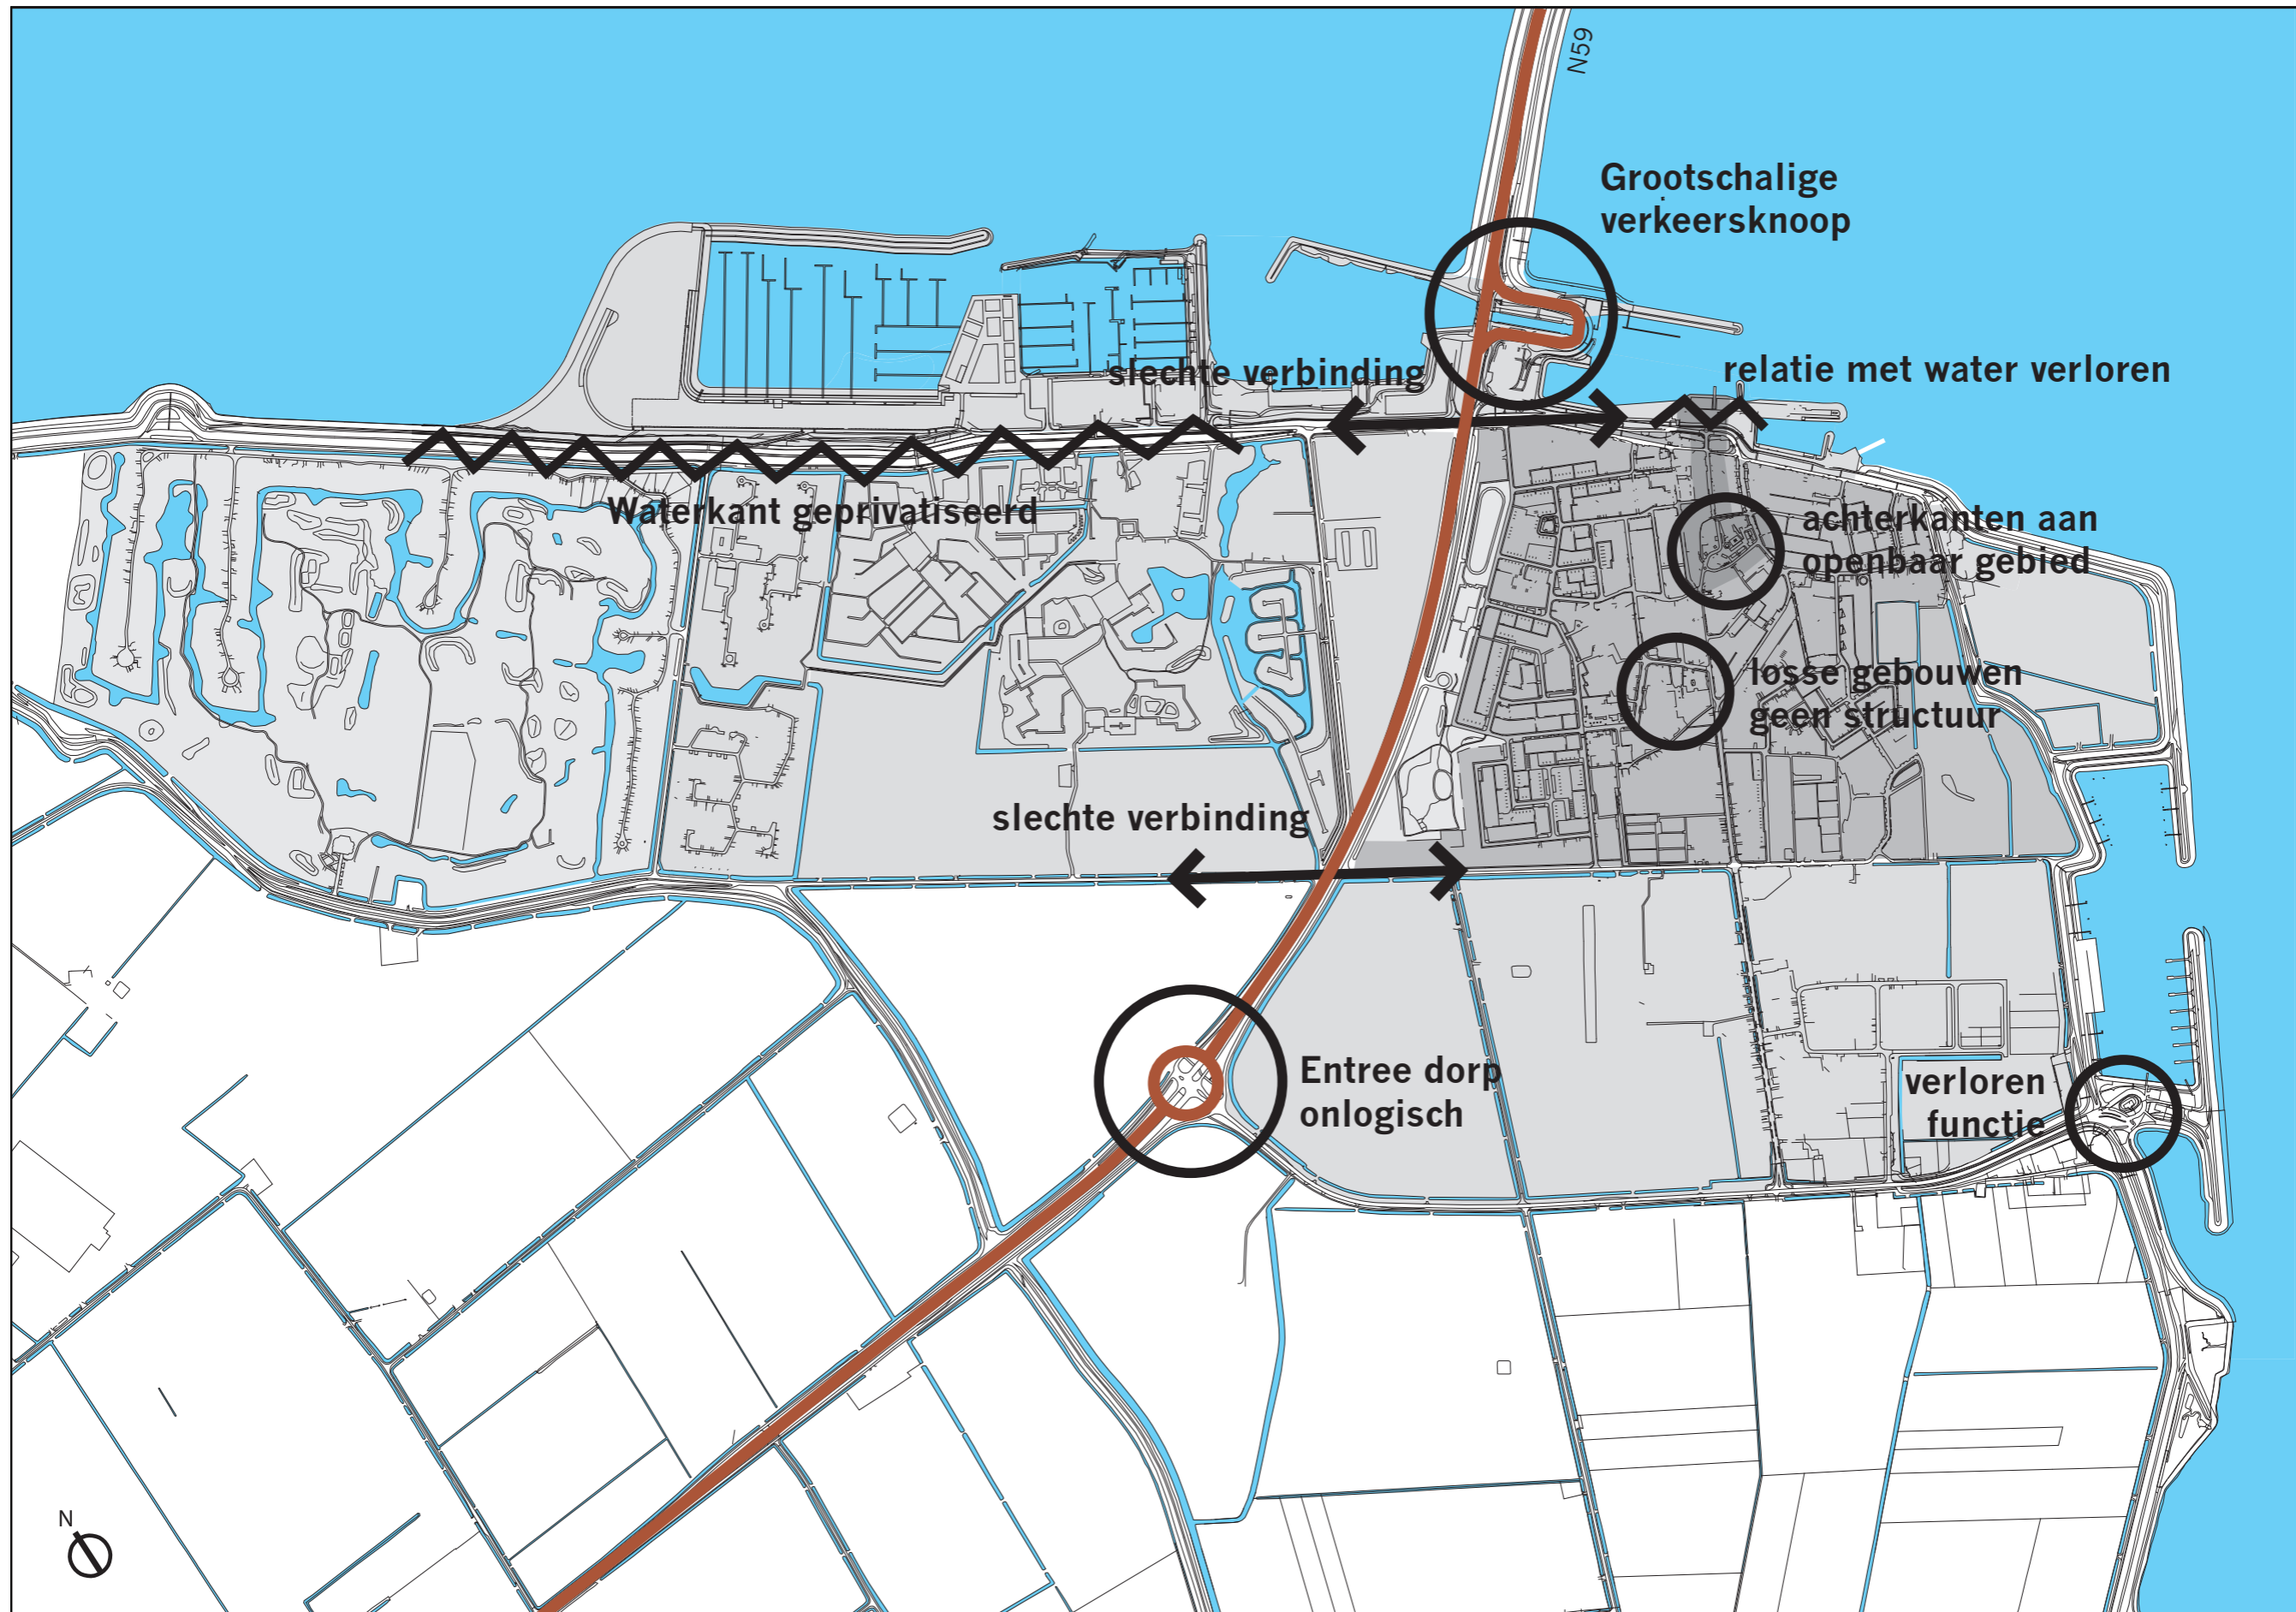 N59
Grootschalige
verkeersknoop
slechte verbinding
relatie met water verloren
Waterkant geprivatiseerd
achterkanten aan
openbaar gebied
losse gebouwen
geen structuur
slechte verbinding
Entree dorp
onlogisch
verloren
functie
N